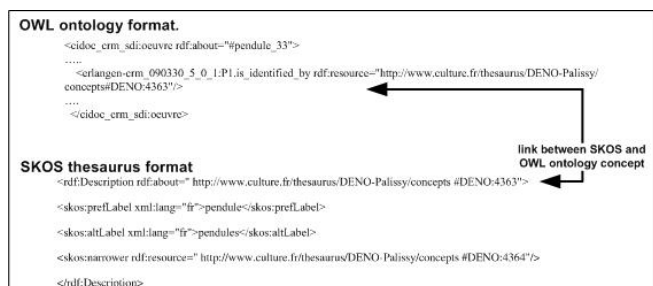 OWL ontology format.
<cidoc_crm_sdi:oeuvre rdf:about="#pendule_33">
.....
<erlangen-crm_090330_5_0_1:P1.is_identified_by rdf:resource="http://www.culture.fr/thesaurus/DENO-Palissy/
concepts#DENO:4363"/>
....
</cidoc_crm_sdi:oeuvre>
link between SKOS and
OWL ontology concept
SKOS thesaurus format
<rdf:Description rdf:about=" http://www.culture.fr/thesaurus/DENO-Palissy/concepts #DENO:4363">
<skos:prefLabel xml:lang="fr">pendule</skos:prefLabel>
<skos:altLabel xml:lang="fr">pendules</skos:altLabel>
<skos:narrower rdf:resource=" http://www.culture.fr/thesaurus/DENO-Palissy/concepts #DENO:4364"/>
</rdf:Description>